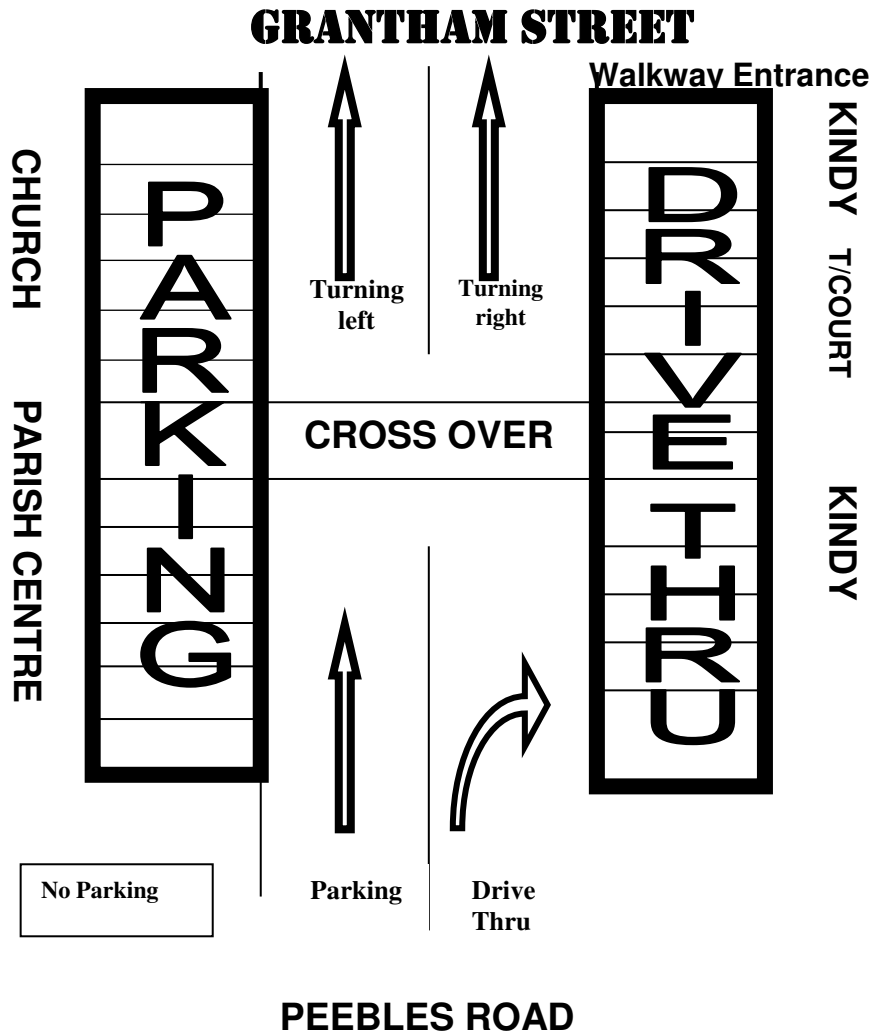 GRANTHAM STREET
Walkway Entrance
CHURCH
PARISH CENTRE
PARKING
Turning
left
Turning
right
CROSS OVER
DRIVE THRU
KINDY
T/COURT
KINDY
No Parking
Parking
Drive
Thru
PEEBLES ROAD